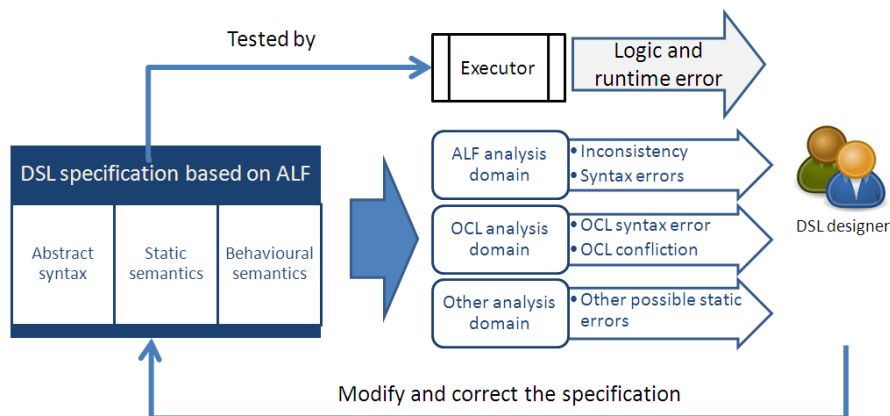 Tested by
Executor
Logic and
runtime error
DSL specification based on ALF
Abstract
syntax
Static
semantics
Behavioural
semantics
ALF analysis
domain
• Inconsistency
• Syntax errors
OCL analysis
domain
• OCL syntax error
• OCL confliction
Other analysis
domain
• Other possible static
errors
DSL designer
Modify and correct the specification